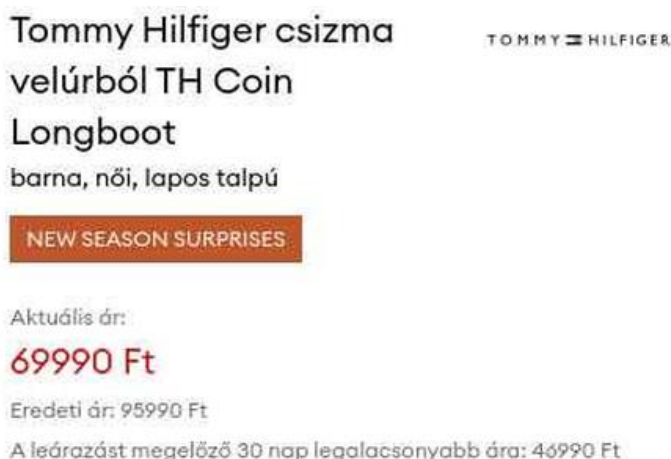 Tommy Hilfiger csizma
TOMMY HILFIGER
velúrból TH Coin
Longboot
barna, női, lapos talpú
NEW SEASON SURPRISES
Aktuális ár:
69990 Ft
Eredeti ár: 95990 Ft
A leárazást megelőző 30 nap legalacsonyabb ára: 46990 Ft